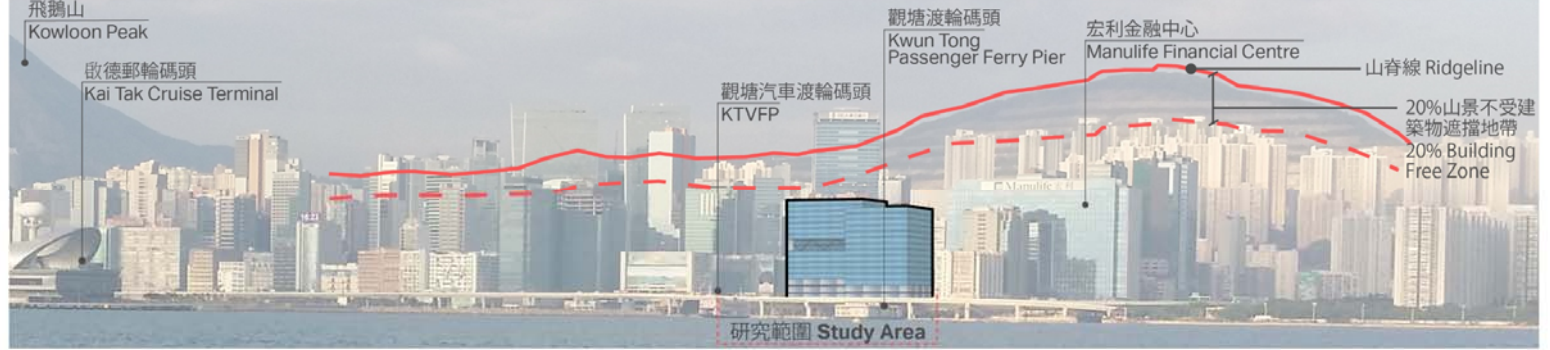 飛鵝山
Kowloon Peak
啟德郵輪碼頭
Kai Tak Cruise Terminal
觀塘汽車渡輪碼頭
KTVFP
觀塘渡輪碼頭
Kwun Tong
Passenger Ferry Pier
宏利金融中心
Manulife Financial Centre
山脊線 Ridgeline
20%山景不受建
築物遮擋地帶
20% Building
Free Zone
Manulife
研究範圍 Study Area